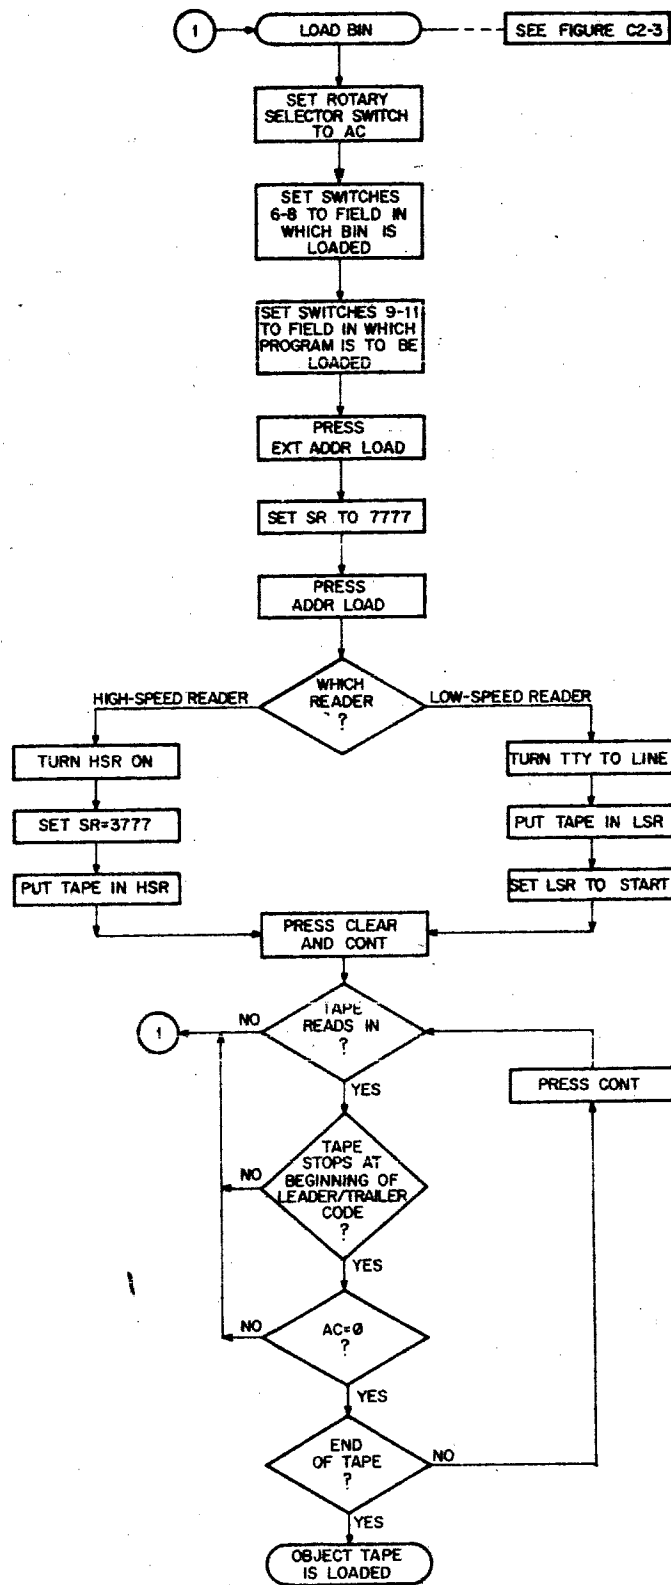 1
LOAD BIN
SEE FIGURE C2-3
SET ROTARY
SELECTOR SWITCH
TO AC
SET SWITCHES
6-8 TO FIELD IN
WHICH BIN IS
LOADED
SET SWITCHES 9-11
TO FIELD IN WHICH
PROGRAM IS TO BE
LOADED
PRESS
EXT ADDR LOAD
SET SR TO 7777
PRESS
ADDR LOAD
WHICH
READER
?
HIGH-SPEED READER
LOW-SPEED READER
TURN HSR ON
SET SR=3777
PUT TAPE IN HSR
TURN TTY TO LINE
PUT TAPE IN LSR
SET LSR TO START
PRESS CLEAR
AND CONT
TAPE
READS IN
?
NO
1
YES
PRESS CONT
TAPE
STOPS AT
BEGINNING OF
LEADER/TRAILER
CODE
?
NO
YES
AC=Ø
?
NO
YES
END
OF TAPE
?
NO
YES
OBJECT TAPE
IS LOADED